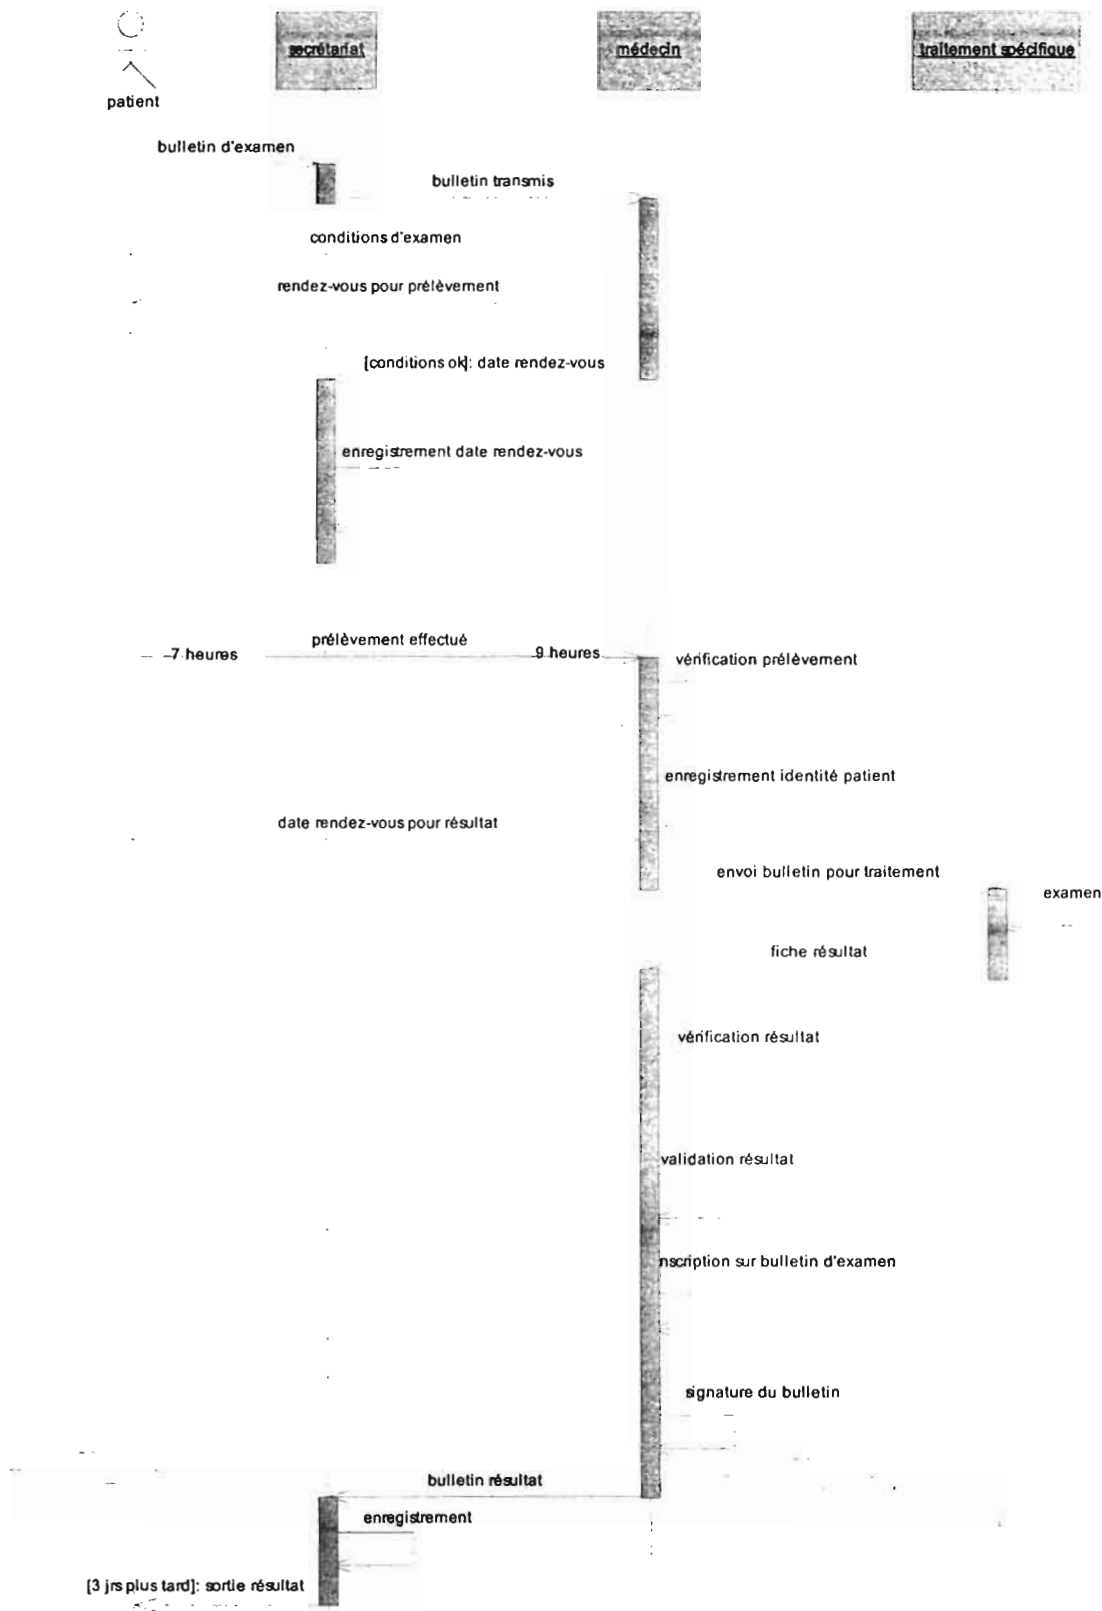 secrétariat
médecin
traitement spécifique
patient
bulletin d'examen
bulletin transmis
conditions d'examen
rendez-vous pour prélèvement
[conditions ok]: date rendez-vous
enregistrement date rendez-vous
prélèvement effectué
7 heures
9 heures
vérification prélèvement
enregistrement identité patient
date rendez-vous pour résultat
envoi bulletin pour traitement
examen
fiche résultat
vérification résultat
validation résultat
nscription sur bulletin d'examen
signature du bulletin
bulletin résultat
enregistrement
[3 jrs plus tard]: sortie résultat